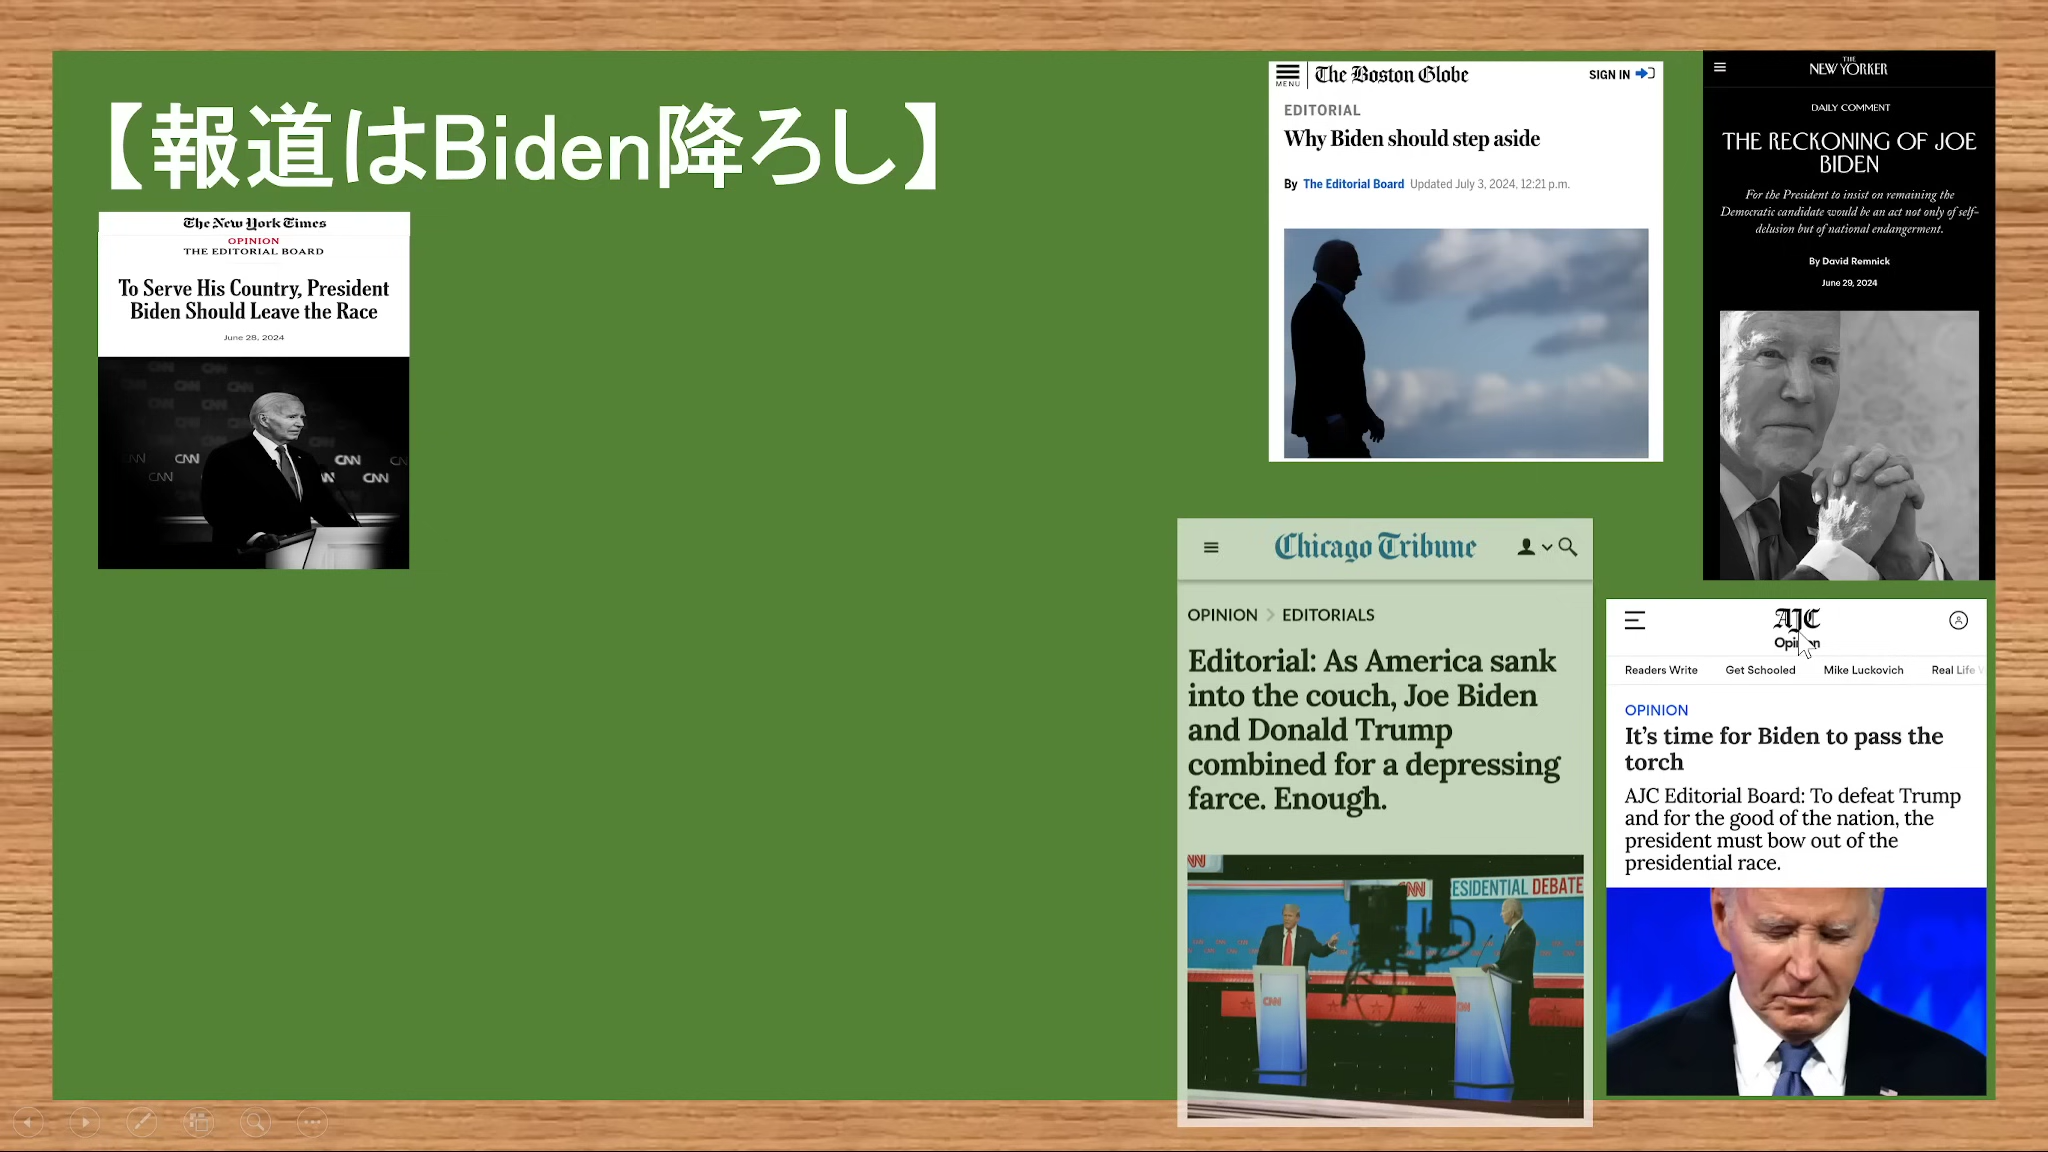 【報道はBiden降ろし】
The New York Times
OPINION
THE EDITORIAL BOARD
To Serve His Country, President
Biden Should Leave the Race
June 28, 2024
CNN
CNN
CNN
CNN
MENU
The Boston Globe
SIGN IN
EDITORIAL
Why Biden should step aside
By The Editorial Board Updated July 3, 2024, 12:21 p.m.
THE
NEW YORKER
DAILY COMMENT
THE RECKONING OF JOE
BIDEN
For the President to insist on remaining the
Democratic candidate would be an act not only of self-
delusion but of national endangerment.
By David Remnick
June 29, 2024
Chicago Tribune
OPINION > EDITORIALS
Editorial: As America sank
into the couch, Joe Biden
and Donald Trump
combined for a depressing
farce. Enough.
ESIDENTIAL DEBATE
CNN
AJC
Opinion
Readers Write Get Schooled Mike Luckovich Real Life
OPINION
It's time for Biden to pass the
torch
AJC Editorial Board: To defeat Trump
and for the good of the nation, the
president must bow out of the
presidential race.